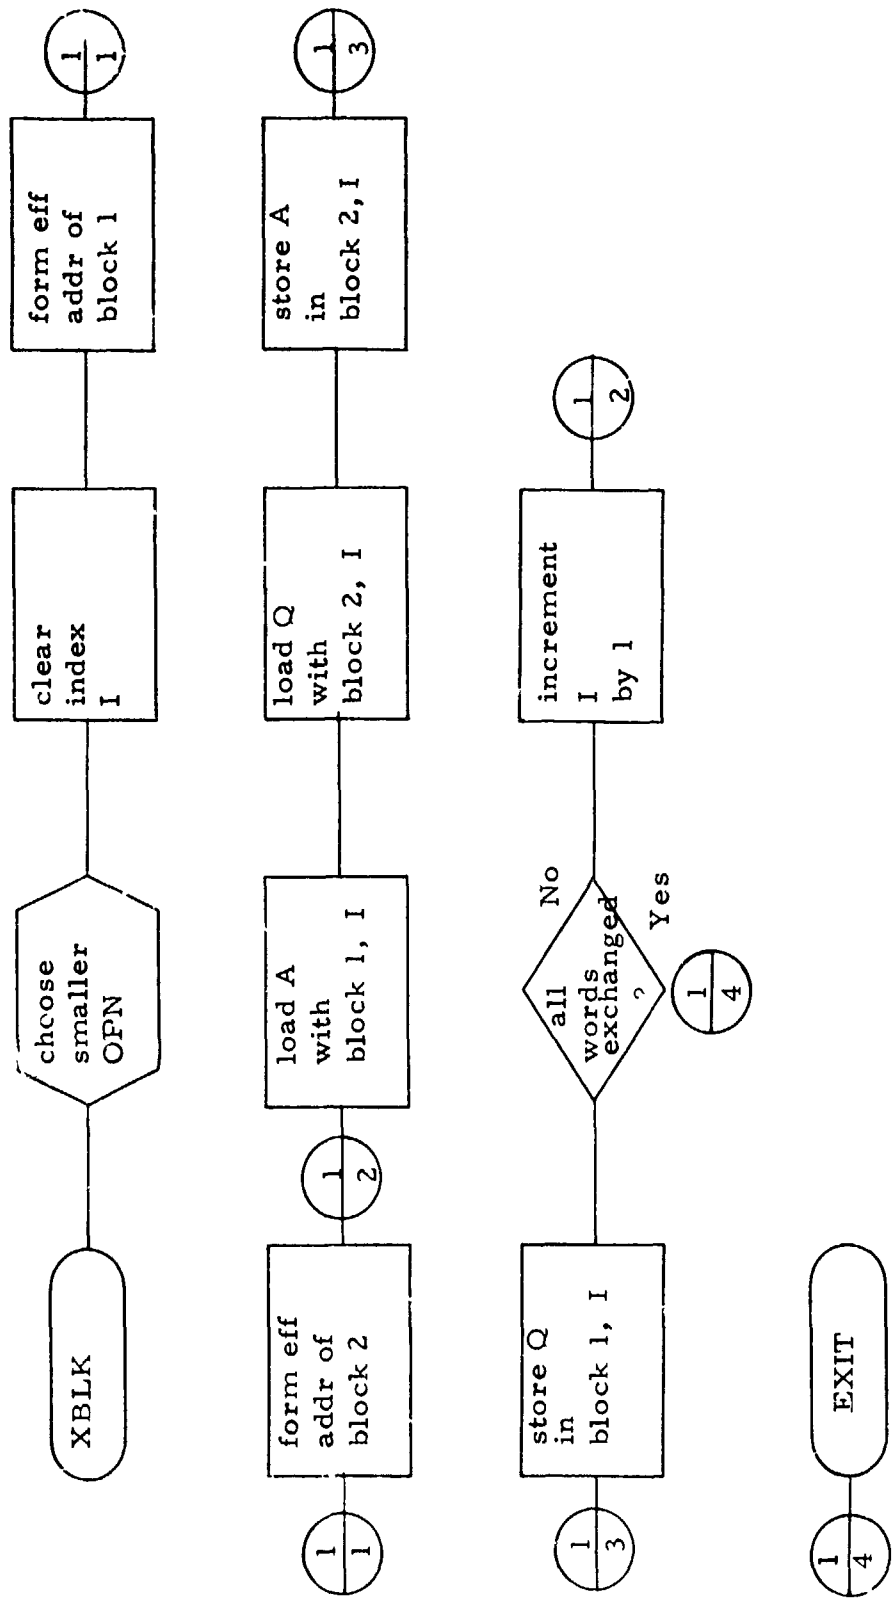 XBLK
choose
smaller
OPN
clear
index
I
form eff
addr of
block 1
1
1
1
1
form eff
addr of
block 2
1
2
load A
with
block 1, I
load Q
with
block 2, I
store A
in
block 2, I
1
3
1
3
store Q
in
block 1, I
all
words
exchanged
?
No
Yes
1
4
increment
I
by 1
1
2
1
4
EXIT